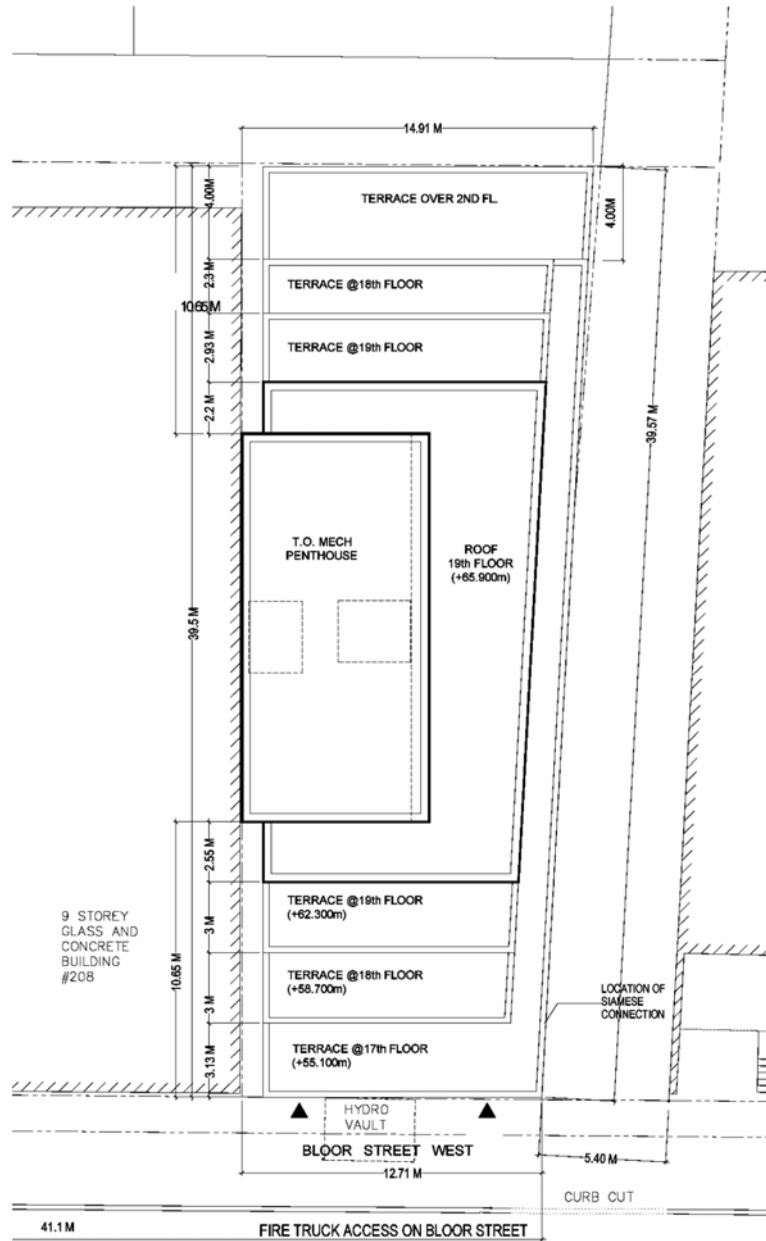 14.91 M
4.00M
TERRACE OVER 2ND FL.
4.00M
2.3 M
TERRACE @18th FLOOR
10.65 M
2.93 M
TERRACE @19th FLOOR
2.2 M
39.57 M
T.O. MECH
PENTHOUSE
ROOF
19th FLOOR
(+65.900m)
39.5 M
2.55 M
9 STOREY
GLASS AND
CONCRETE
BUILDING
#208
10.65 M
3 M
TERRACE @19th FLOOR
(+62.300m)
3 M
TERRACE @18th FLOOR
(+58.700m)
LOCATION OF
SIAMESE
CONNECTION
3.13 M
TERRACE @17th FLOOR
(+55.100m)
HYDRO
VAULT
BLOOR STREET WEST
12.71 M
5.40 M
CURB CUT
41.1 M
FIRE TRUCK ACCESS ON BLOOR STREET